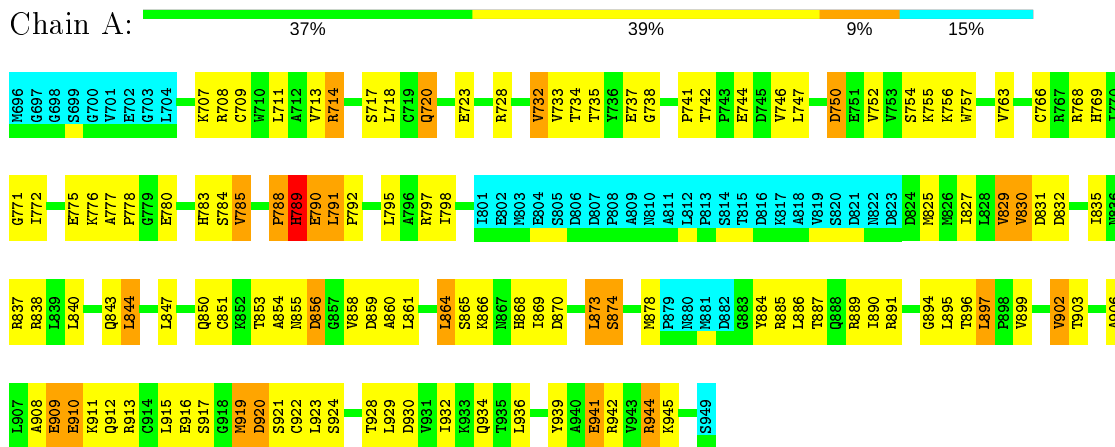 Chain A:
37% 39% 9% 15%
M696 G697 G698 S699 G700 V701 E702 G703 L704 K707 R708 C709 W710 L711 A712 V713 R714 S717 L718 C719 Q720 E723 R728 V732 V733 T734 T735 Y736 E737 G738 P741 T742 P743 E744 D745 V746 L747 D750 E751 V752 V753 S754 K755 K756 W757 V763 C766 R767 R768 H769
G771 I772 E775 K776 A777 P778 G779 E780 H783 S784 V785 P788 H789 E790 L791 P792 L795 A796 R797 I798 I801 E802 M803 E804 S805 D806 D807 P808 A809 N810 A811 L812 P813 S814 T815 D816 K817 A818 V819 S820 D821 N822 D823 D824 M825 M826 I827 L828 V829 V830 D831 D832 I835
R837 R838 L839 L840 Q843 L844 L847 Q850 C851 K852 T853 A854 N855 D856 G857 V858 D859 A860 L861 L864 S865 K866 N867 H868 I869 D870 L873 S874 M878 P879 N880 M881 D882 G883 Y884 R885 L886 T887 Q888 R889 I890 R891 G894 L895 T896 L897 P898 V899 V902 T903
L907 A908 E909 E910 K911 Q912 R913 C914 L915 E916 S917 G918 M919 D920 S921 C922 L923 S924 T928 L929 D930 V931 I932 K933 Q934 T935 L936 Y939 A940 E941 R942 V943 R944 K945 S949